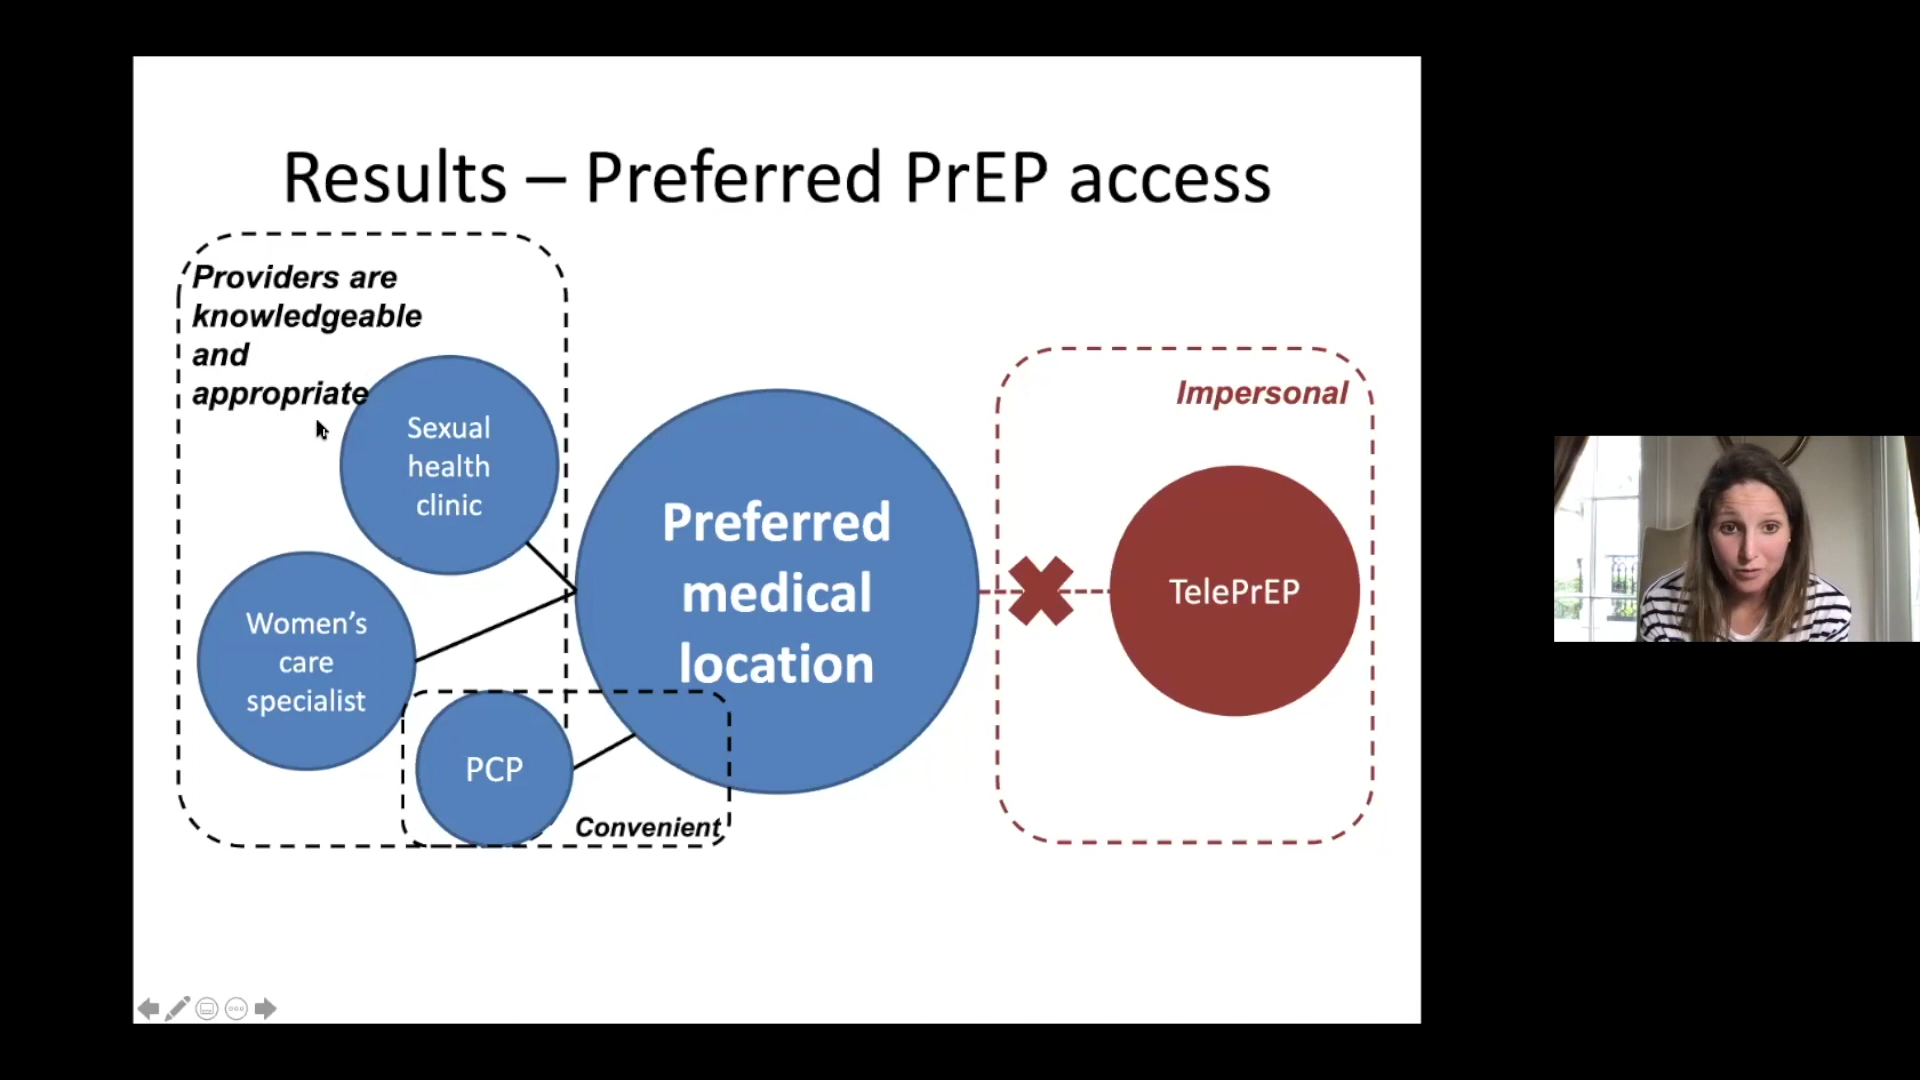 Results – Preferred PrEP access
Providers are
knowledgeable
and
appropriate
Sexual
health
clinic
Women's
care
specialist
PCP
Convenient
Preferred
medical
location
Impersonal
TelePrEP